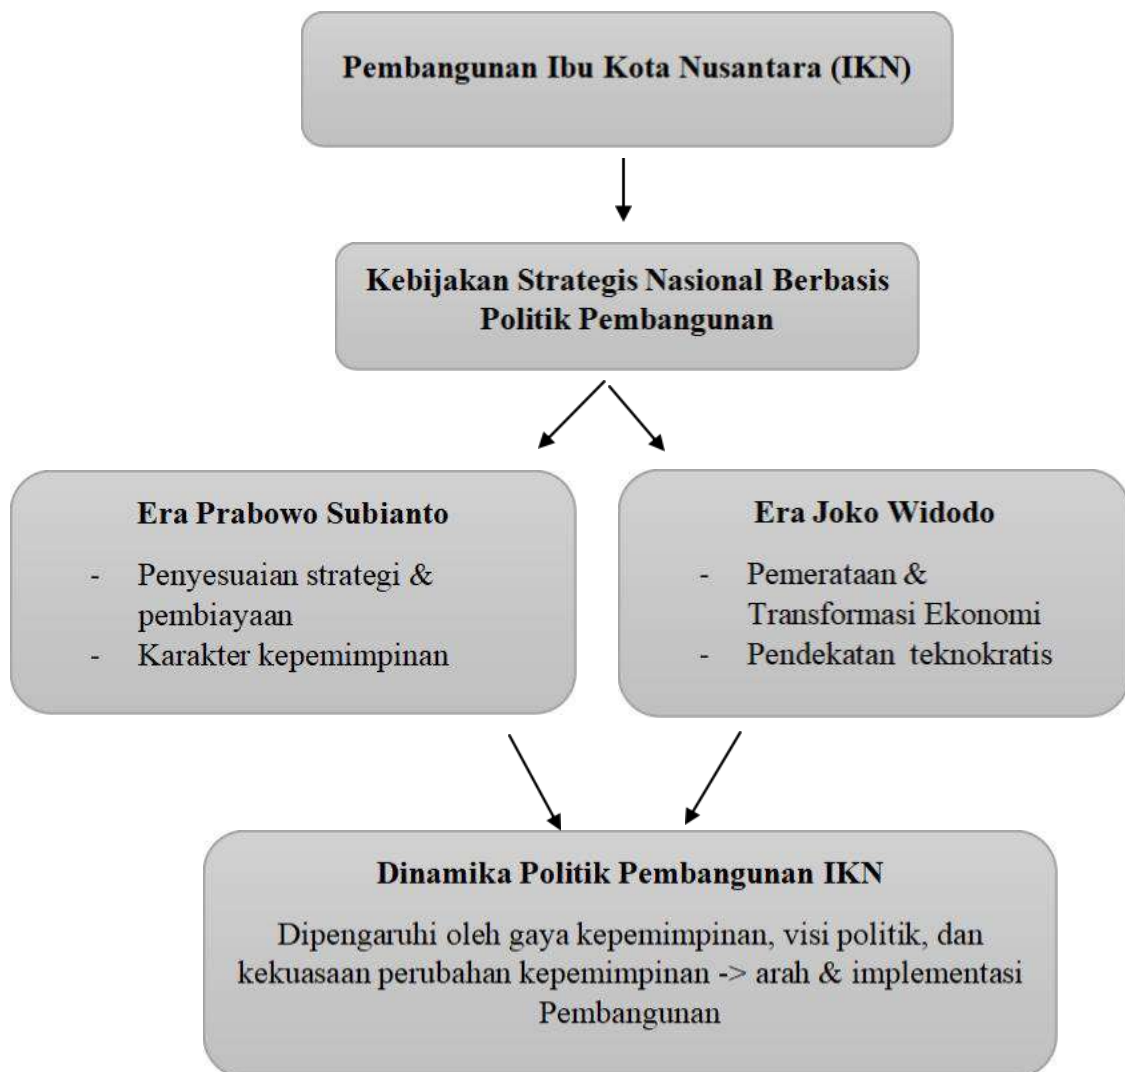 Pembangunan Ibu Kota Nusantara (IKN)
Kebijakan Strategis Nasional Berbasis
Politik Pembangunan
Era Prabowo Subianto
- Penyesuaian strategi &
pembiayaan
- Karakter kepemimpinan
Era Joko Widodo
- Pemerataan &
Transformasi Ekonomi
- Pendekatan teknokratis
Dinamika Politik Pembangunan IKN
Dipengaruhi oleh gaya kepemimpinan, visi politik, dan
kekuasaan perubahan kepemimpinan -> arah & implementasi
Pembangunan